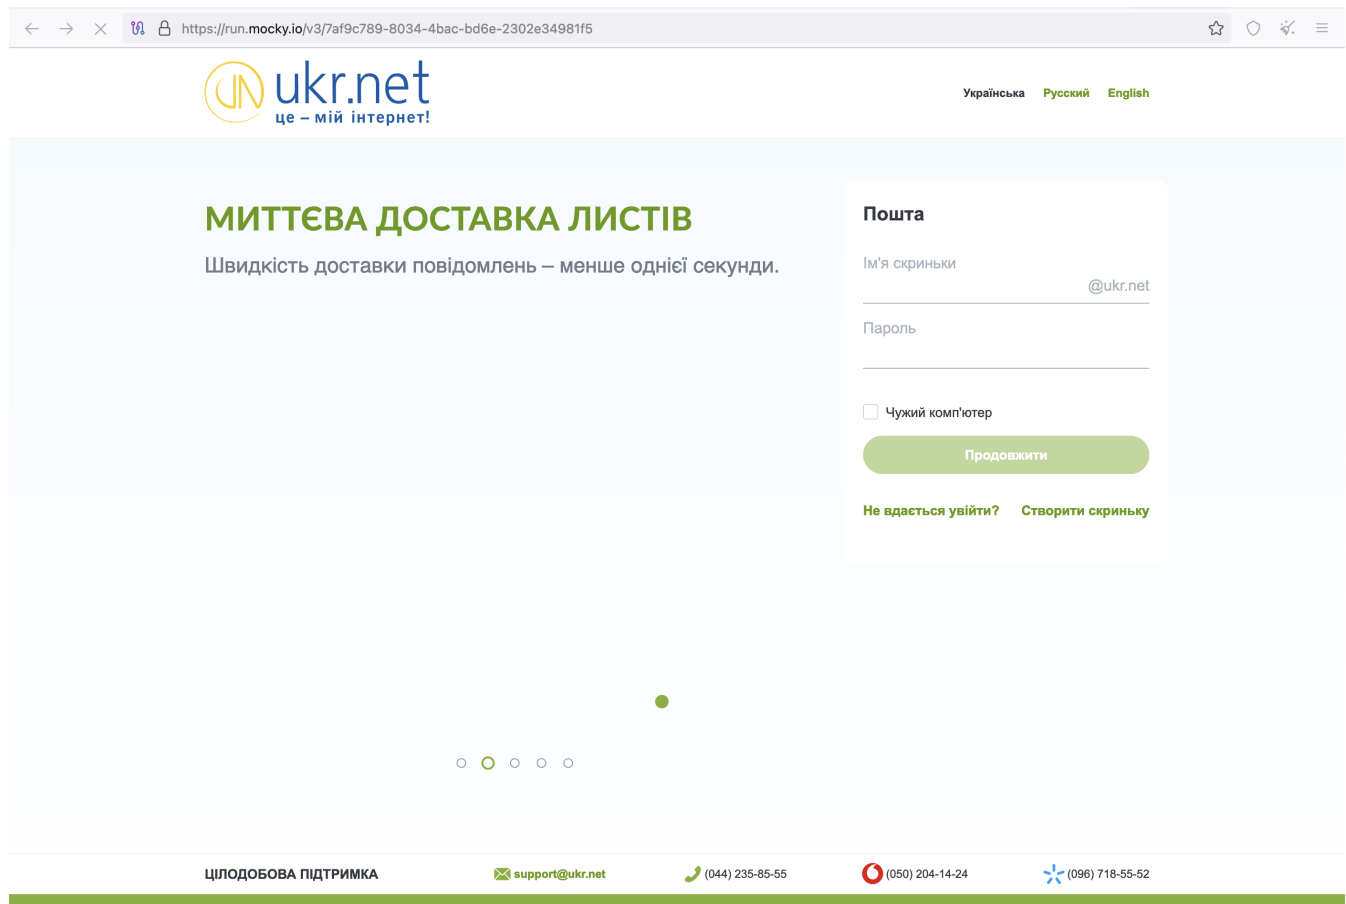 https://run.mocky.io/v3/7af9c789-8034-4bac-bd6e-2302e34981f5
ukr.net
це – мій інтернет!
Українська Русский English
МИТТЄВА ДОСТАВКА ЛИСТІВ
Швидкість доставки повідомлень – менше однієї секунди.
Пошта
Ім'я скриньки
@ukr.net
Пароль
Чужий комп'ютер
Продовжити
Не вдається увійти? Створити скриньку
ЦІЛОДОБОВА ПІДТРИМКА support@ukr.net (044) 235-85-55 (050) 204-14-24 (096) 718-55-52